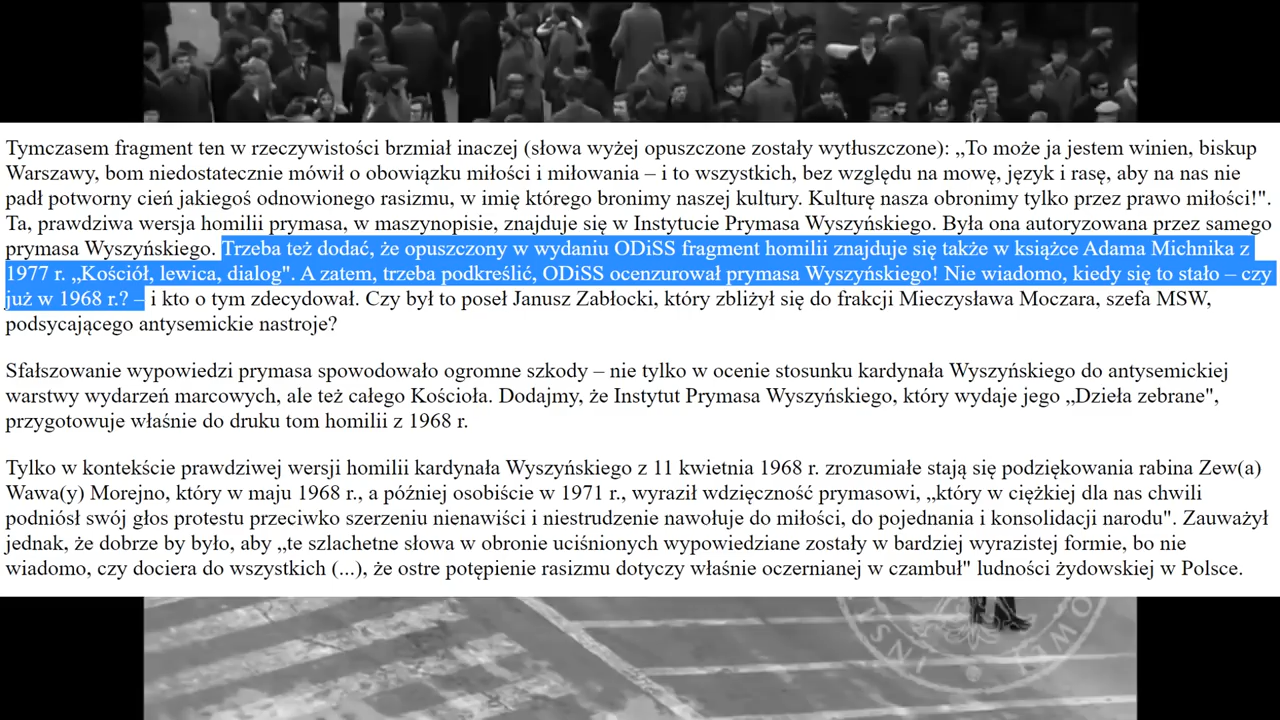 Tymczasem fragment ten w rzeczywistości brzmiał inaczej (słowa wyżej opuszczone zostały wytłuszczone): „To może ja jestem winien, biskup
Warszawy, bom niedostatecznie mówił o obowiązku miłości i miłowania – i to wszystkich, bez względu na mowę, język i rasę, aby na nas nie
padł potworny cień jakiegoś odnowionego rasizmu, w imię którego bronimy naszej kultury. Kulturę nasza obronimy tylko przez prawo miłości!".
Ta, prawdziwa wersja homilii prymasa, w maszynopisie, znajduje się w Instytucie Prymasa Wyszyńskiego. Była ona autoryzowana przez samego
prymasa Wyszyńskiego. Trzeba też dodać, że opuszczony w wydaniu ODiSS fragment homilii znajduje się także w książce Adama Michnika z
1977 r. „Kościół, lewica, dialog". A zatem, trzeba podkreślić, ODiSS ocenzurował prymasa Wyszyńskiego! Nie wiadomo, kiedy się to stało – czy
już w 1968 r.? – i kto o tym zdecydował. Czy był to poseł Janusz Zabłocki, który zbliżył się do frakcji Mieczysława Moczara, szefa MSW,
podsycającego antysemickie nastroje?
Sfałszowanie wypowiedzi prymasa spowodowało ogromne szkody – nie tylko w ocenie stosunku kardynała Wyszyńskiego do antysemickiej
warstwy wydarzeń marcowych, ale też całego Kościoła. Dodajmy, że Instytut Prymasa Wyszyńskiego, który wydaje jego „Dzieła zebrane",
przygotowuje właśnie do druku tom homilii z 1968 r.
Tylko w kontekście prawdziwej wersji homilii kardynała Wyszyńskiego z 11 kwietnia 1968 r. zrozumiałe stają się podziękowania rabina Zew(a)
Wawa(y) Morejno, który w maju 1968 r., a później osobiście w 1971 r., wyraził wdzięczność prymasowi, „który w ciężkiej dla nas chwili
podniósł swój głos protestu przeciwko szerzeniu nienawiści i niestrudzenie nawołuje do miłości, do pojednania i konsolidacji narodu". Zauważył
jednak, że dobrze by było, aby „te szlachetne słowa w obronie uciśnionych wypowiedziane zostały w bardziej wyrazistej formie, bo nie
wiadomo, czy dociera do wszystkich (...), że ostre potępienie rasizmu dotyczy właśnie oczernianej w czambuł" ludności żydowskiej w Polsce.